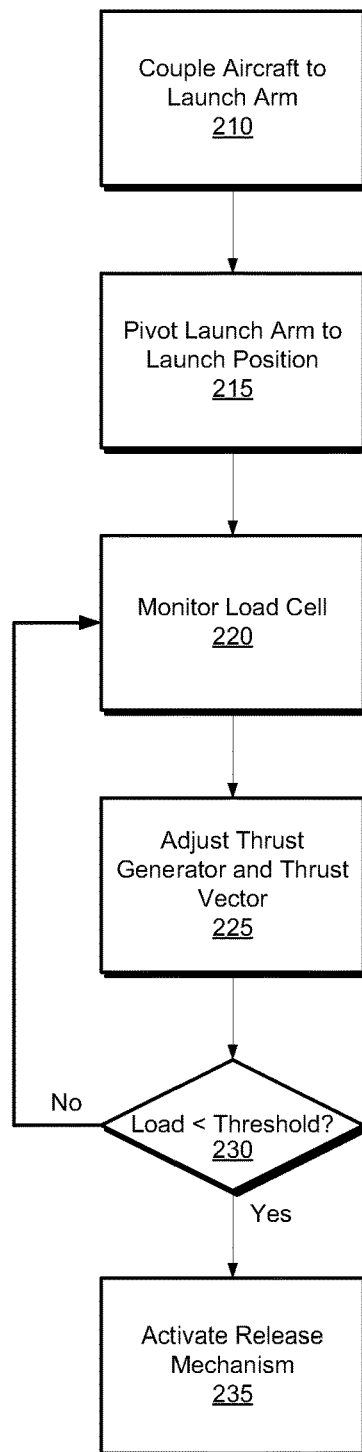 Couple Aircraft to
Launch Arm
210
Pivot Launch Arm to
Launch Position
215
Monitor Load Cell
220
Adjust Thrust
Generator and Thrust
Vector
225
No
Load < Threshold?
230
Yes
Activate Release
Mechanism
235